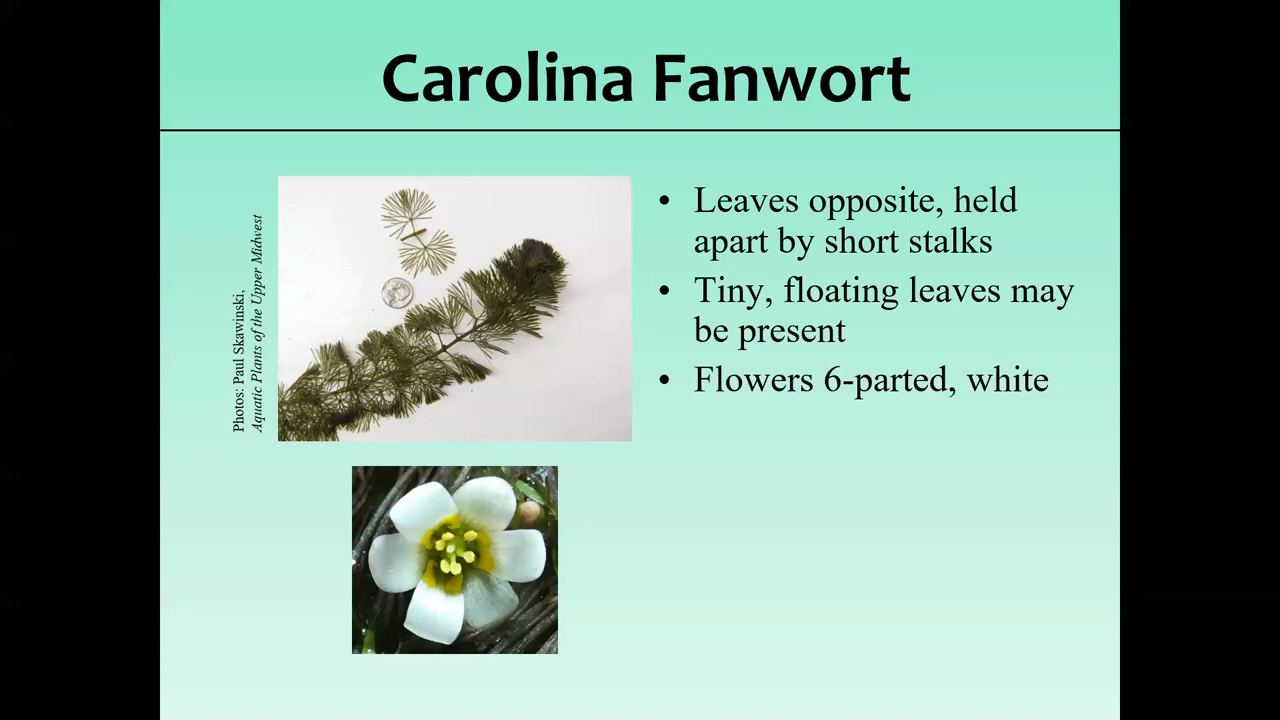 Carolina Fanwort
Photos: Paul Skawinski,
Aquatic Plants of the Upper Midwest
• Leaves opposite, held
apart by short stalks
• Tiny, floating leaves may
be present
• Flowers 6-parted, white